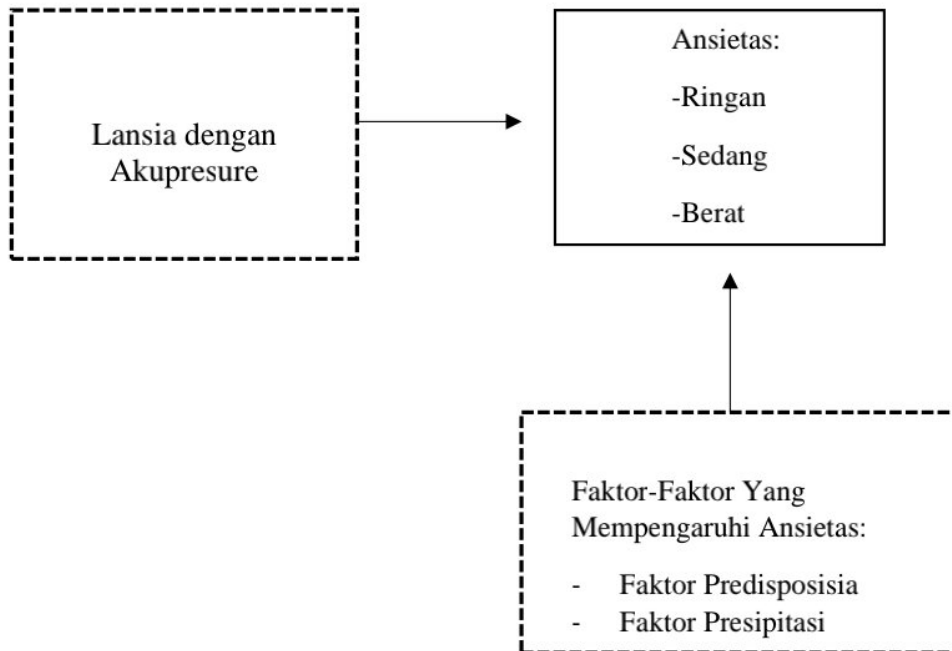 Lansia dengan
Akupresure
Ansietas:
-Ringan
-Sedang
-Berat
Faktor-Faktor Yang
Mempengaruhi Ansietas:
- Faktor Predisposisia
- Faktor Presipitasi